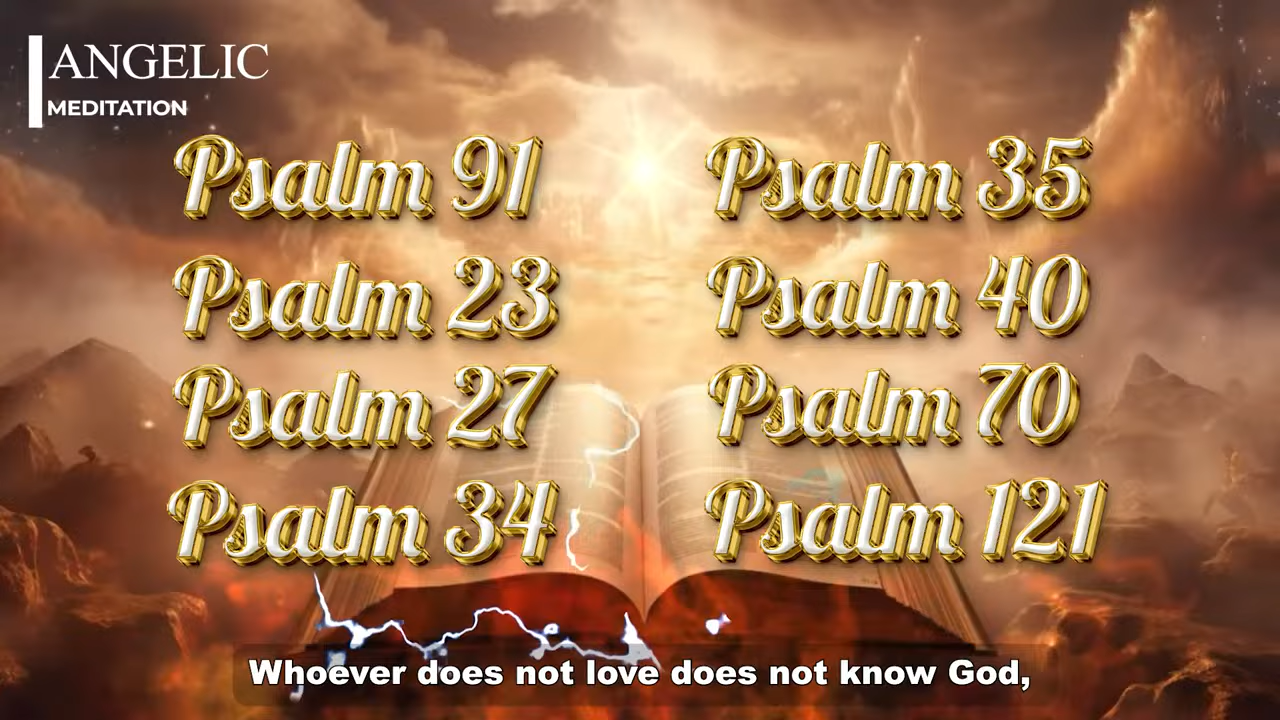 ANGELIC
MEDITATION
Psalm 91
Psalm 23
Psalm 27
Psalm 34
Psalm 35
Psalm 40
Psalm 70
Psalm 121
Whoever does not love does not know God,